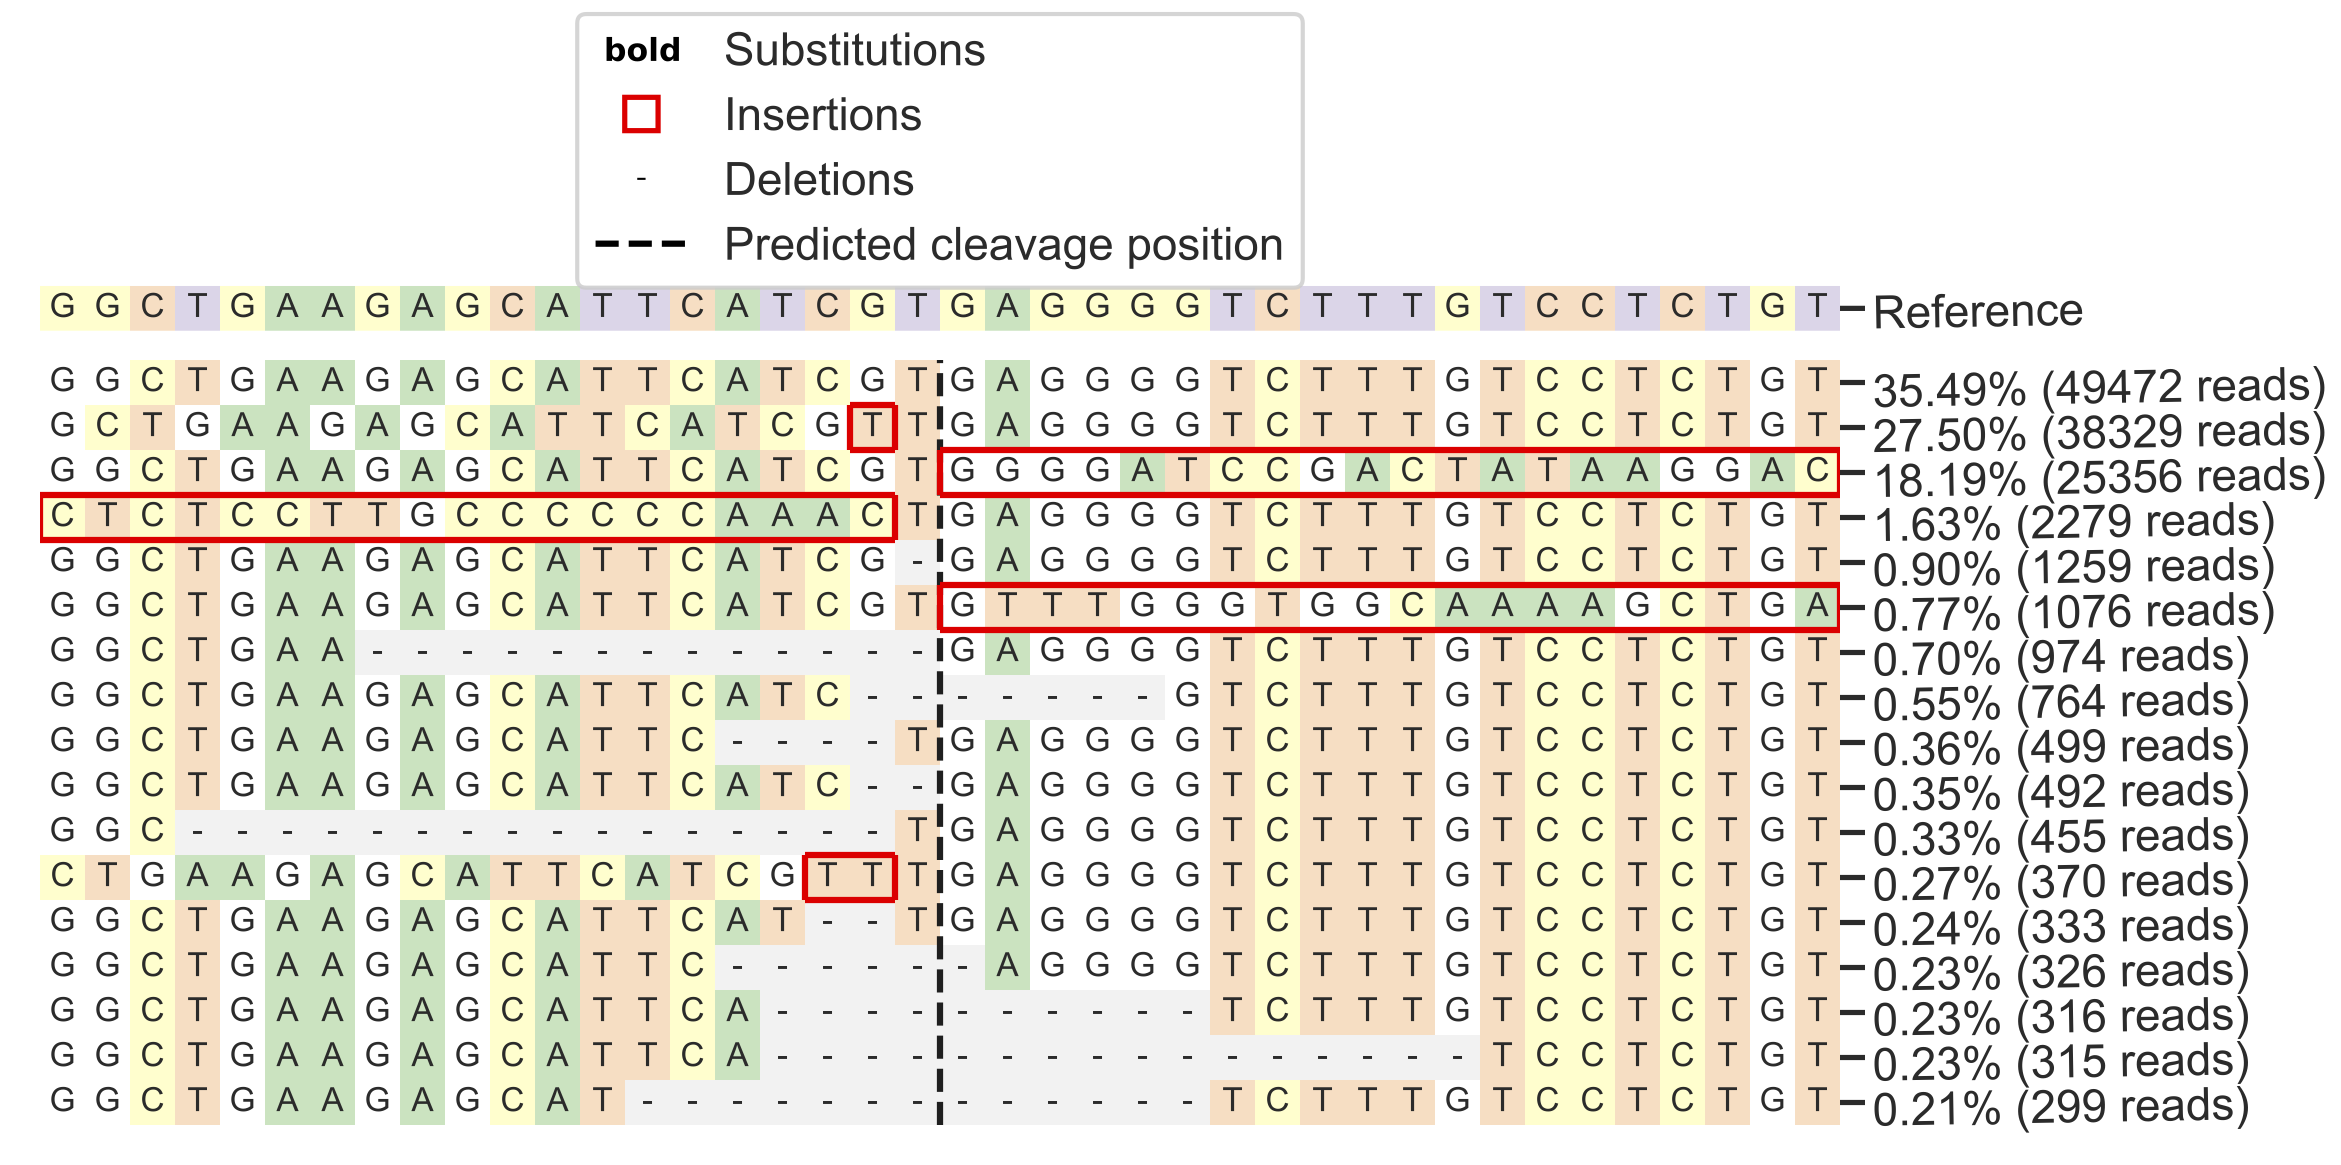 bold Substitutions
Insertions
- Deletions
Predicted cleavage position
G G C T G A A G A G C A T T C A T C G T G A G G G G T C T T T G T C C T C T G T Reference
G G C T G A A G A G C A T T C A T C G T G A G G G G T C T T T G T C C T C T G T 35.49% (49472 reads)
G C T G A A G A G C A T T C A T C G T T G A G G G G T C T T T G T C C T C T G T 27.50% (38329 reads)
G G C T G A A G A G C A T T C A T C G T G G G G A T C C G A C T A T A A G G A C 18.19% (25356 reads)
C T C T C C T T G C C C C C C A A A C T G A G G G G T C T T T G T C C T C T G T 1.63% (2279 reads)
G G C T G A A G A G C A T T C A T C G - G A G G G G T C T T T G T C C T C T G T 0.90% (1259 reads)
G G C T G A A G A G C A T T C A T C G T G T T T G G G T G G C A A A A G C T G A 0.77% (1076 reads)
G G C T G A A - - - - - - - - - - - - - G A G G G G T C T T T G T C C T C T G T 0.70% (974 reads)
G G C T G A A G A G C A T T C A T C - - - - - - - G T C T T T G T C C T C T G T 0.55% (764 reads)
G G C T G A A G A G C A T T C - - - - T G A G G G G T C T T T G T C C T C T G T 0.36% (499 reads)
G G C T G A A G A G C A T T C A T C - - G A G G G G T C T T T G T C C T C T G T 0.35% (492 reads)
G G C - - - - - - - - - - - - - - - - T G A G G G G T C T T T G T C C T C T G T 0.33% (455 reads)
C T G A A G A G C A T T C A T C G T T T G A G G G G T C T T T G T C C T C T G T 0.27% (370 reads)
G G C T G A A G A G C A T T C A T - - T G A G G G G T C T T T G T C C T C T G T 0.24% (333 reads)
G G C T G A A G A G C A T T C - - - - - - A G G G G T C T T T G T C C T C T G T 0.23% (326 reads)
G G C T G A A G A G C A T T C A - - - - - - - - - - T C T T T G T C C T C T G T 0.23% (316 reads)
G G C T G A A G A G C A T T C A - - - - - - - - - - - - - - - - T C C T C T G T 0.23% (315 reads)
G G C T G A A G A G C A T - - - - - - - - - - - - - T C T T T G T C C T C T G T 0.21% (299 reads)